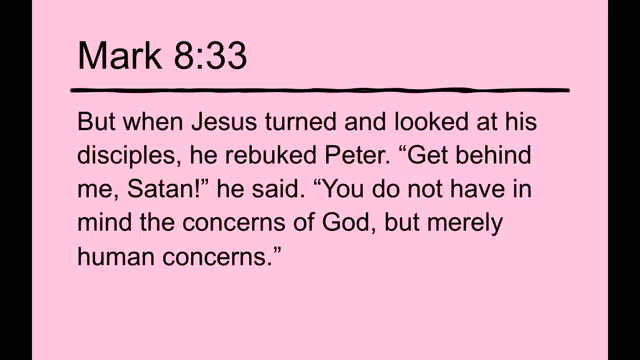 Mark 8:33
But when Jesus turned and looked at his
disciples, he rebuked Peter. “Get behind
me, Satan!” he said. “You do not have in
mind the concerns of God, but merely
human concerns.”